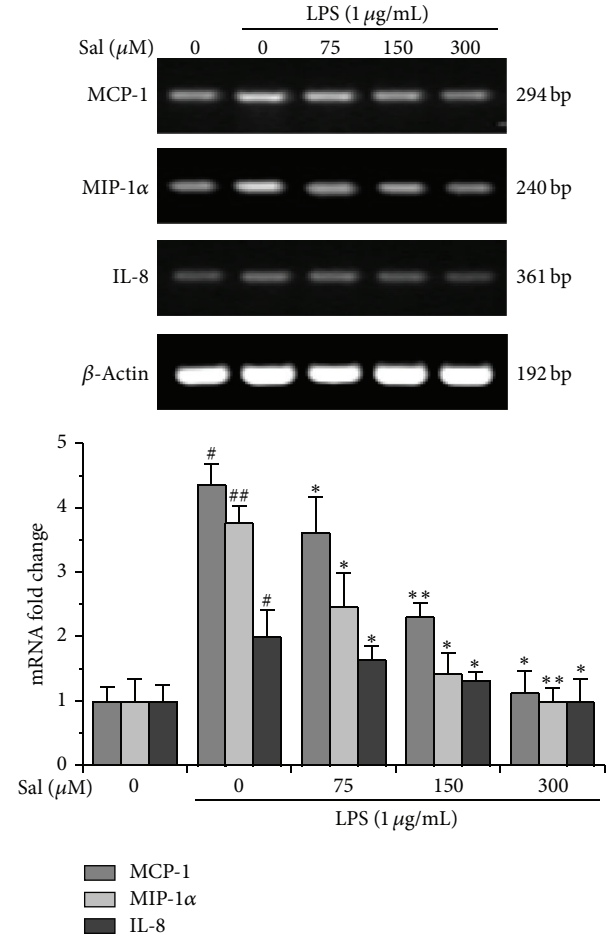 LPS (1 μg/mL)
Sal (μM) 0 0 75 150 300
MCP-1 294 bp
MIP-1α 240 bp
IL-8 361 bp
β-Actin 192 bp
5
4
3
2
1
0
mRNA fold change
# ## #
* * *
** * *
* ** *
Sal (μM) 0 0 75 150 300
LPS (1 μg/mL)
MCP-1
MIP-1α
IL-8